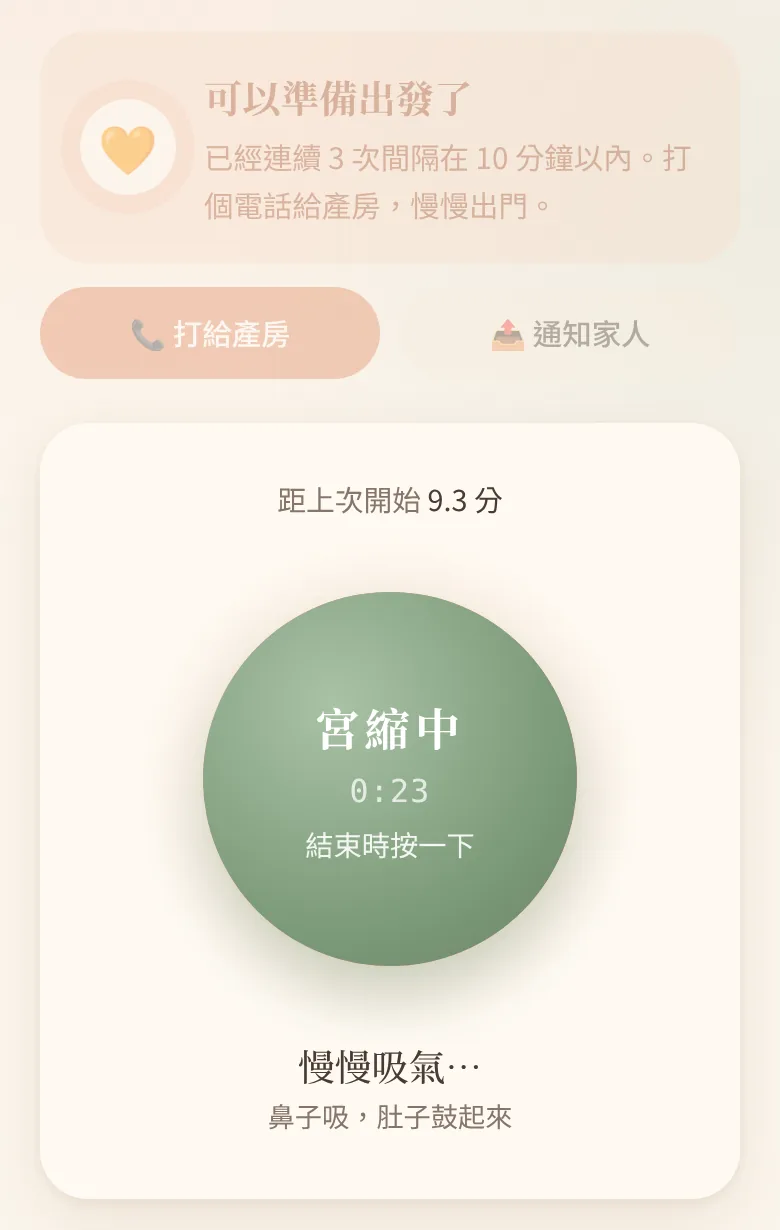 可以準備出發了
已經連續 3 次間隔在 10 分鐘以內。打
個電話給產房，慢慢出門。
打給產房
通知家人
距上次開始 9.3 分
宮縮中
0:23
結束時按一下
慢慢吸氣⋯
鼻子吸，肚子鼓起來